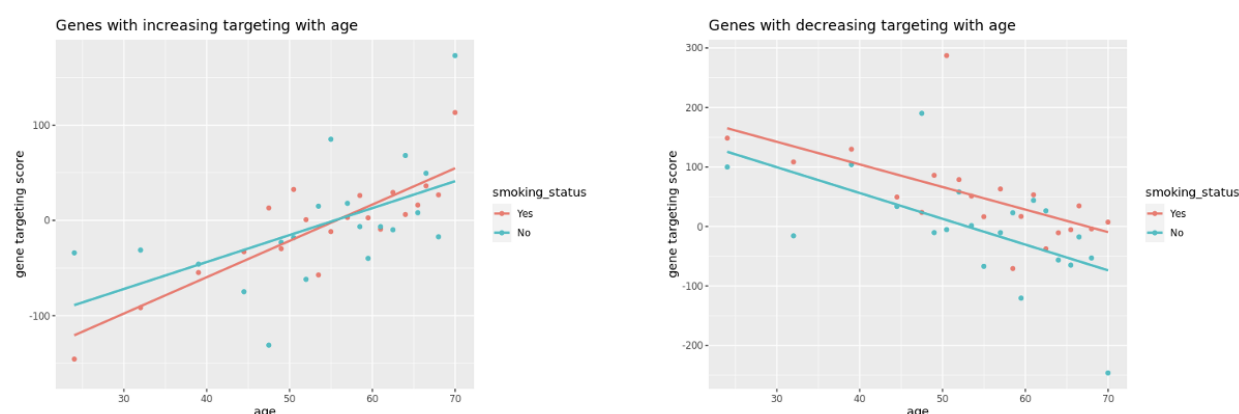 Genes with increasing targeting with age
gene targeting score
100
0
-100
30
40
50
60
70
age
smoking_status
Yes
No
Genes with decreasing targeting with age
gene targeting score
300
200
100
0
-100
-200
30
40
50
60
70
age
smoking_status
Yes
No